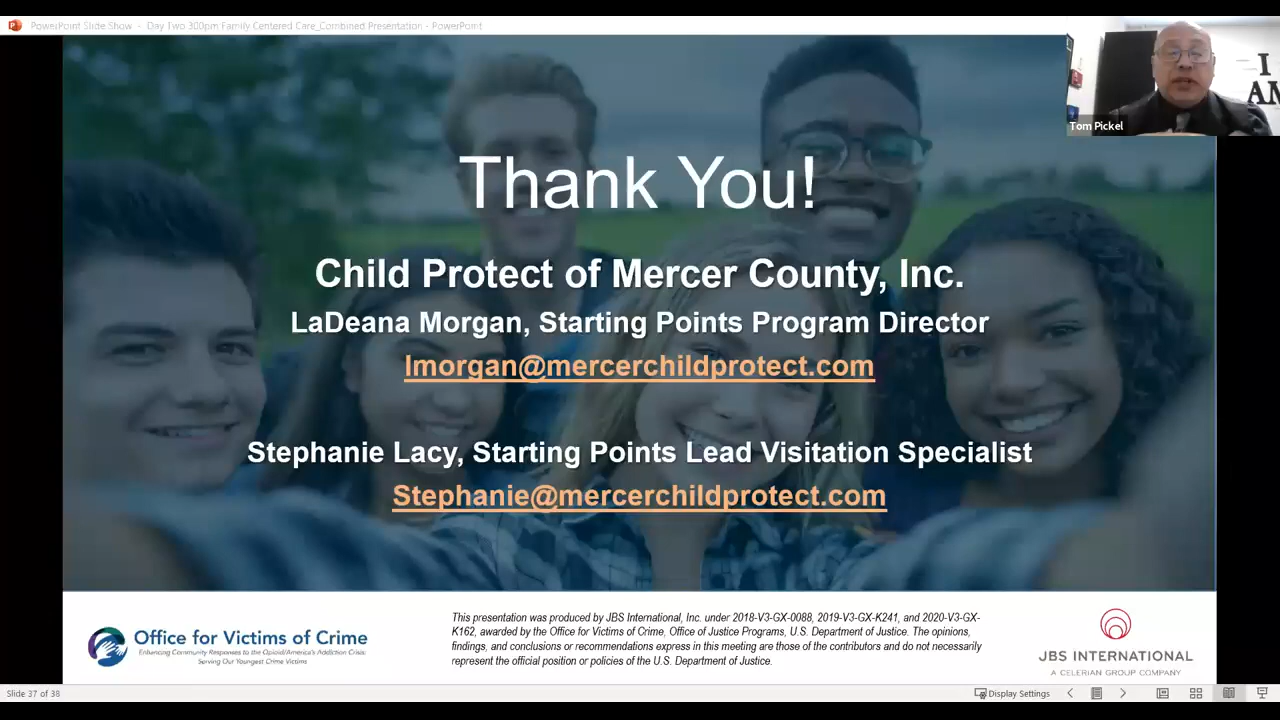 PowerPoint Slide Show - Day Two 300pm Family Centered Care_Combined Presentation - PowerPoint
I
AM
Tom Pickel
Thank You!
Child Protect of Mercer County, Inc.
LaDeana Morgan, Starting Points Program Director
lmorgan@mercerchildprotect.com
Stephanie Lacy, Starting Points Lead Visitation Specialist
Stephanie@mercerchildprotect.com
Office for Victims of Crime
Enhancing Community Responses to the Opioid/America's Addiction Crisis:
Serving Our Youngest Crime Victims
This presentation was produced by JBS International, Inc. under 2018-V3-GX-0088, 2019-V3-GX-K241, and 2020-V3-GX-
K162, awarded by the Office for Victims of Crime, Office of Justice Programs, U.S. Department of Justice. The opinions,
findings, and conclusions or recommendations express in this meeting are those of the contributors and do not necessarily
represent the official position or policies of the U.S. Department of Justice.
JBS INTERNATIONAL
A CELERIAN GROUP COMPANY
Slide 37 of 38
Display Settings